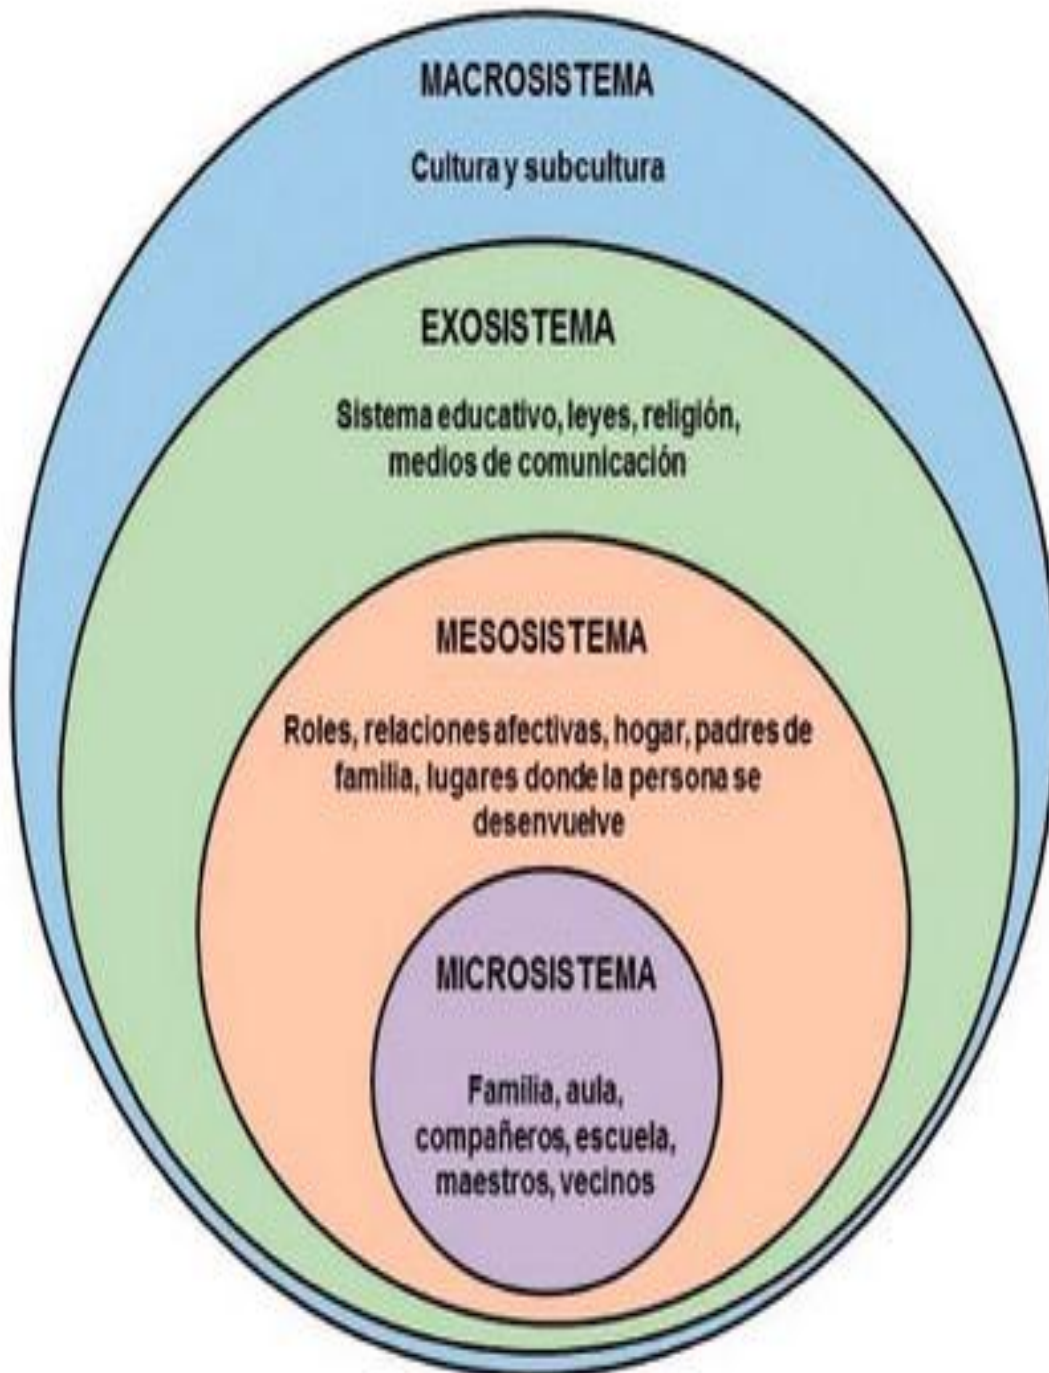 MACROSISTEMA
Cultura y subcultura
EXOSISTEMA
Sistema educativo, leyes, religión,
medios de comunicación
MESOSISTEMA
Roles, relaciones afectivas, hogar, padres de
familia, lugares donde la persona se
desenvuelve
MICROSISTEMA
Familia, aula,
compañeros, escuela,
maestros, vecinos